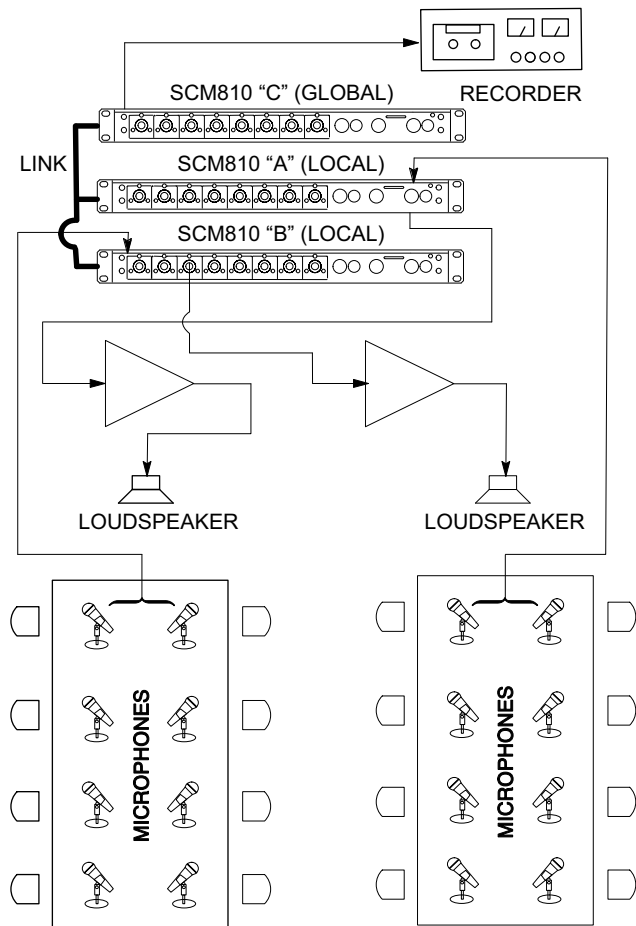 SCM810 “C” (GLOBAL)
RECORDER
LINK
SCM810 “A” (LOCAL)
SCM810 “B” (LOCAL)
LOUDSPEAKER
LOUDSPEAKER
MICROPHONES
MICROPHONES